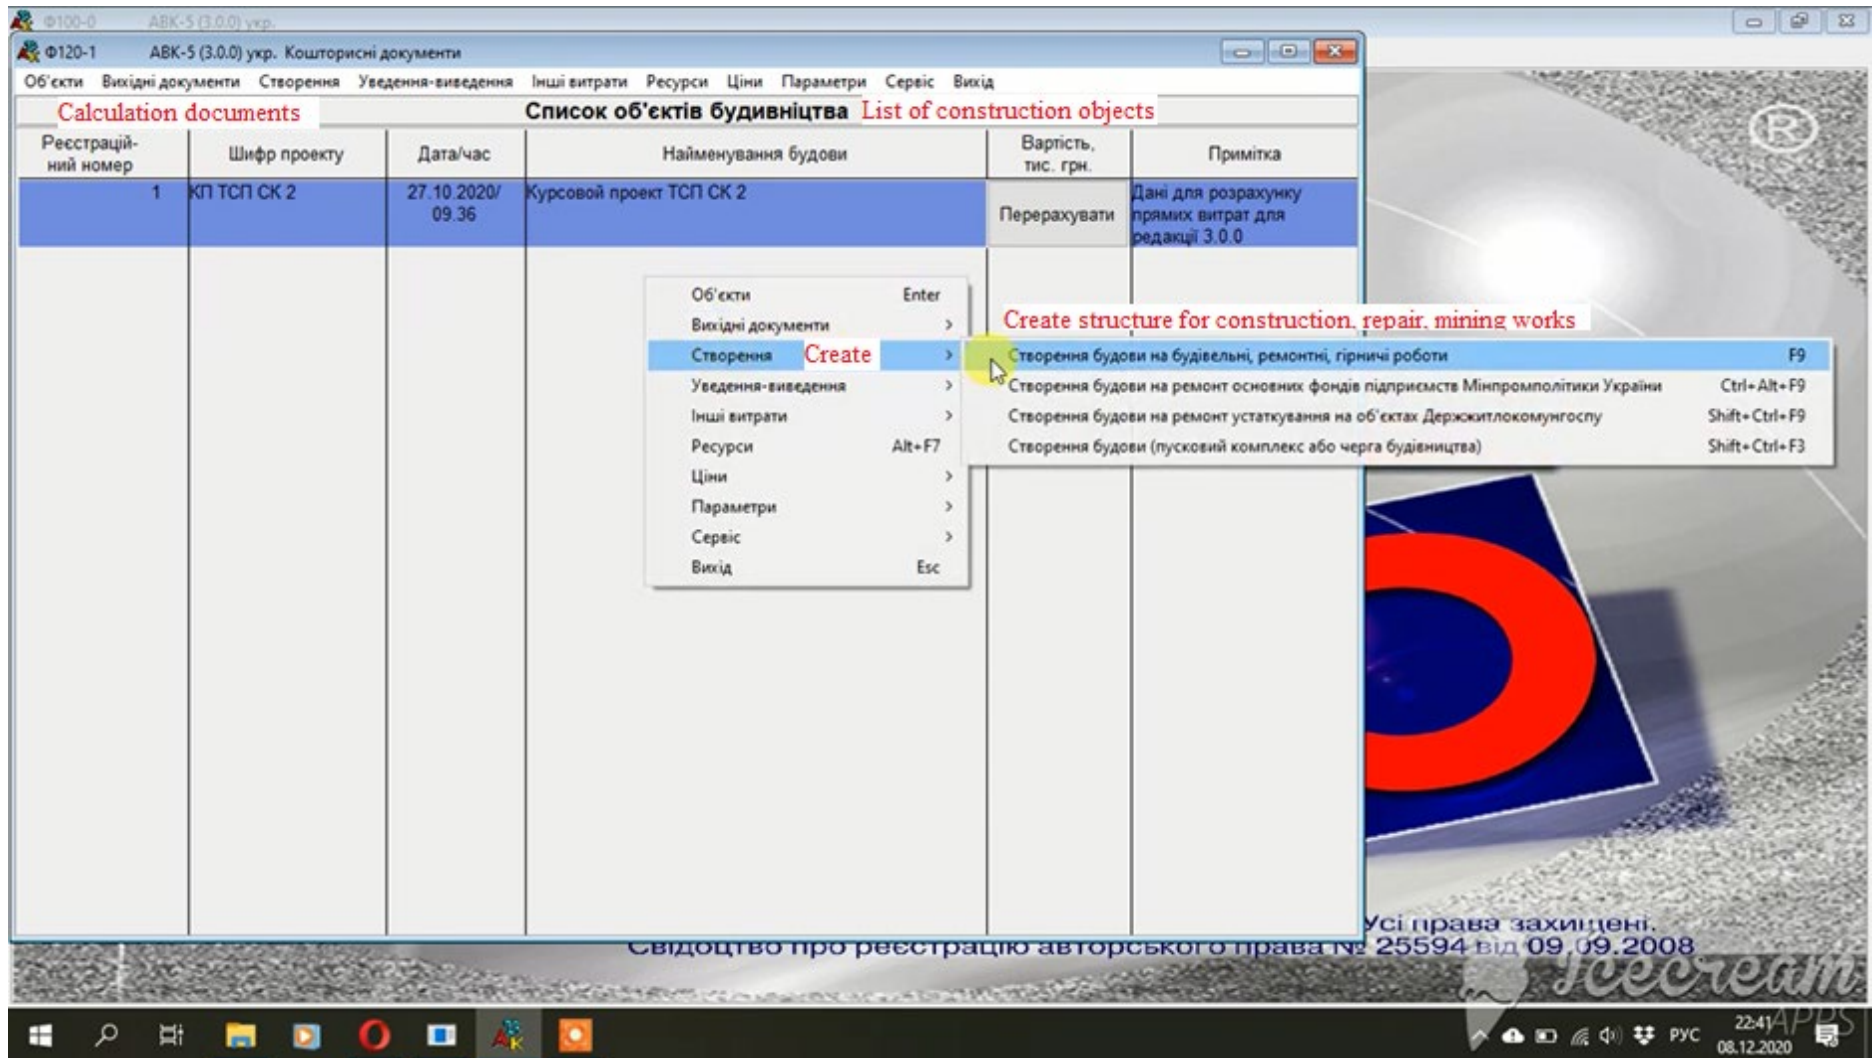 Ф100-0 АВК-5 (3.0.0) укр.
Ф120-1 АВК-5 (3.0.0) укр. Кошторисні документи
Об'єкти Вихідні документи Створення Уведення-виведення Інші витрати Ресурси Ціни Параметри Сервіс Вихід
Calculation documents Список об'єктів будивніцтва List of construction objects
Реєстрацій-
ний номер
Шифр проекту
Дата/час
Найменування будови
Вартість,
тис. грн.
Примітка
1 КП ТСП СК 2
27.10.2020/
09.36
Курсовой проект ТСП СК 2
Перерахувати
Дані для розрахунку
прямих витрат для
редакції 3.0.0
Об'єкти Enter
Вихідні документи >
Створення Create >
Уведення-виведення >
Інші витрати >
Ресурси Alt+F7
Ціни >
Параметри >
Сервіс >
Вихід Esc
Create structure for construction, repair, mining works
Створення будови на будівельні, ремонтні, гірничі роботи F9
Створення будови на ремонт основних фондів підприємств Мінпромполітики України Ctrl+Alt+F9
Створення будови на ремонт устаткування на об'єктах Держжитлокомунгоспу Shift+Ctrl+F9
Створення будови (пусковий комплекс або черга будівництва) Shift+Ctrl+F3
®
Усі права захищені.
Свідоцтво про реєстрацію авторського права № 25594 від 09.09.2008
Icecream
APPS
РУС
22:41
08.12.2020